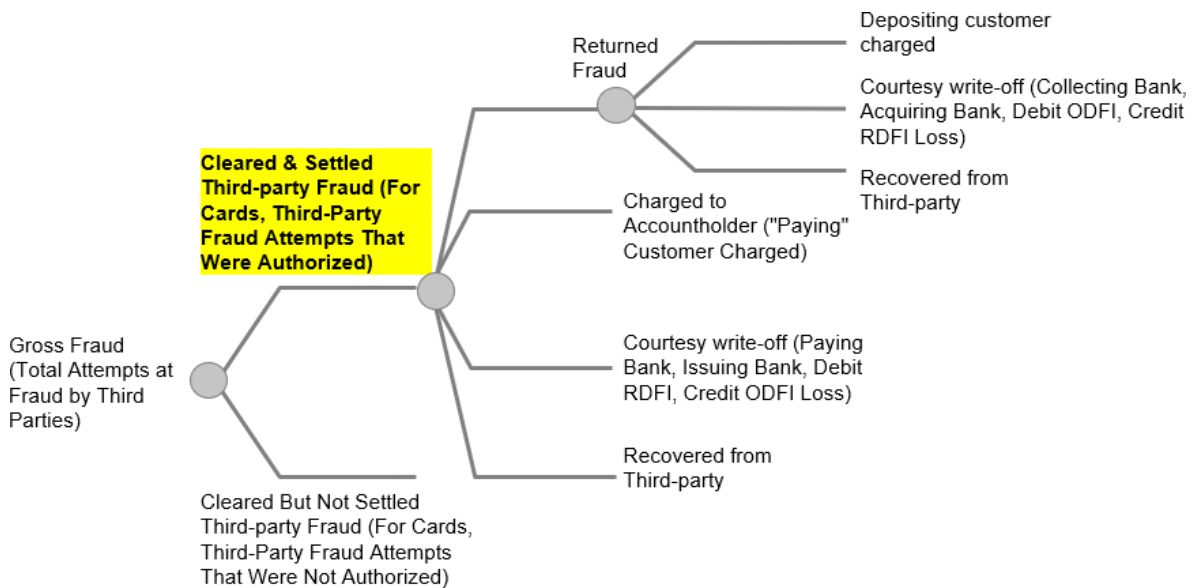 Depositing customer
charged
Returned
Fraud
Courtesy write-off (Collecting Bank,
Acquiring Bank, Debit ODFI, Credit
RDFI Loss)
Recovered from
Third-party
Cleared & Settled
Third-party Fraud (For
Cards, Third-Party
Fraud Attempts That
Were Authorized)
Charged to
Accountholder ("Paying"
Customer Charged)
Gross Fraud
(Total Attempts at
Fraud by Third
Parties)
Courtesy write-off (Paying
Bank, Issuing Bank, Debit
RDFI, Credit ODFI Loss)
Recovered from
Third-party
Cleared But Not Settled
Third-party Fraud (For Cards,
Third-Party Fraud Attempts
That Were Not Authorized)